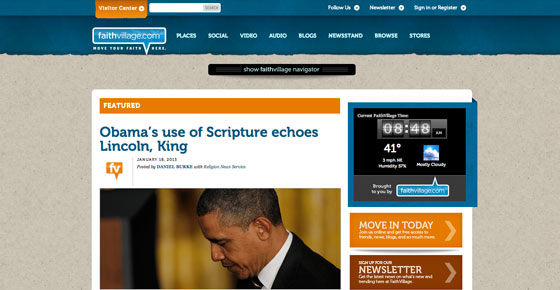 Visitor Center
SEARCH
Follow Us
Newsletter
Sign in or Register
faithvillage.com
MOVE YOUR FAITH HERE.
PLACES
SOCIAL
VIDEO
AUDIO
BLOGS
NEWSSTAND
BROWSE
STORES
show faithvillage navigator
FEATURED
Obama's use of Scripture echoes
Lincoln, King
JANUARY 18, 2013
Posted by DANIEL BURKE with Religion News Service
fv
Current FaithVillage Time:
08:48 AM
41°
3 mph NE
Humidity 57%
Mostly Cloudy
Brought
to you by
faithvillage.com
MOVE IN TODAY
Join us online and get free access to
trends, news, blogs, and so much more
SIGN UP FOR OUR
NEWSLETTER
Get the latest on what's new and
trending here at FaithVillage.